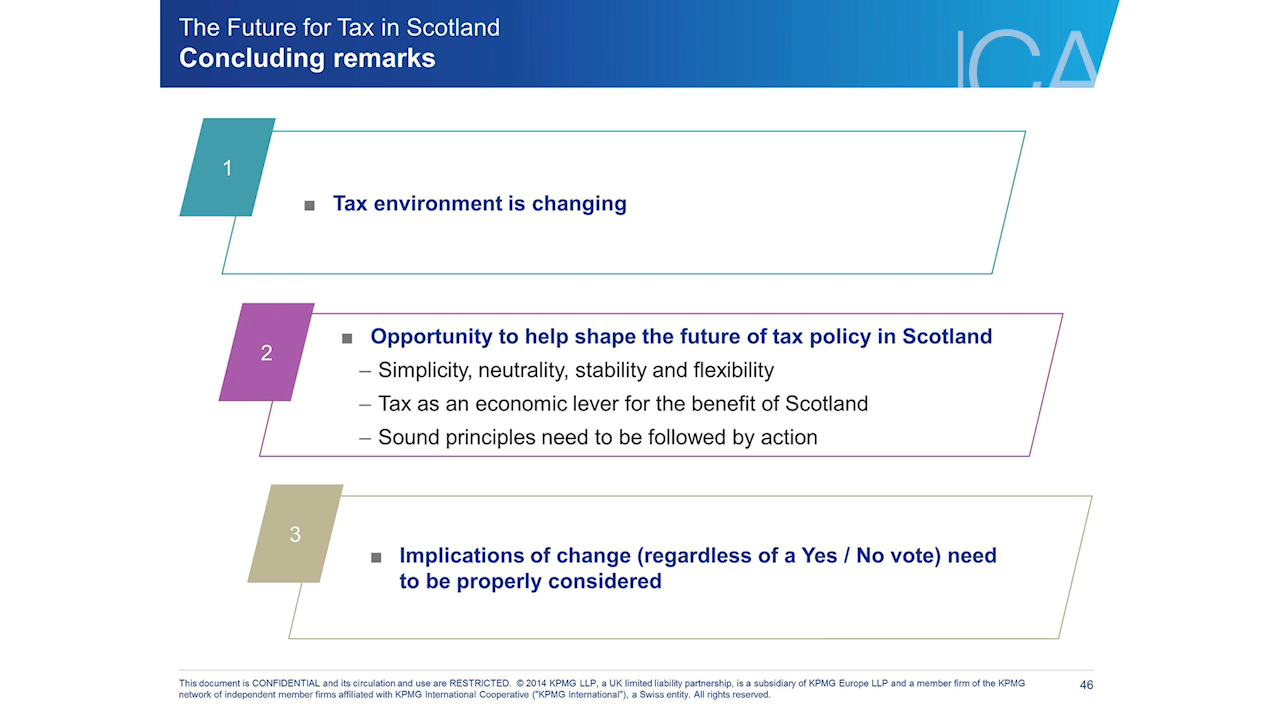 The Future for Tax in Scotland
Concluding remarks
ICA
1
■ Tax environment is changing
2
■ Opportunity to help shape the future of tax policy in Scotland
– Simplicity, neutrality, stability and flexibility
– Tax as an economic lever for the benefit of Scotland
– Sound principles need to be followed by action
3
■ Implications of change (regardless of a Yes / No vote) need
to be properly considered
This document is CONFIDENTIAL and its circulation and use are RESTRICTED. © 2014 KPMG LLP, a UK limited liability partnership, is a subsidiary of KPMG Europe LLP and a member firm of the KPMG
network of independent member firms affiliated with KPMG International Cooperative ("KPMG International"), a Swiss entity. All rights reserved.
46